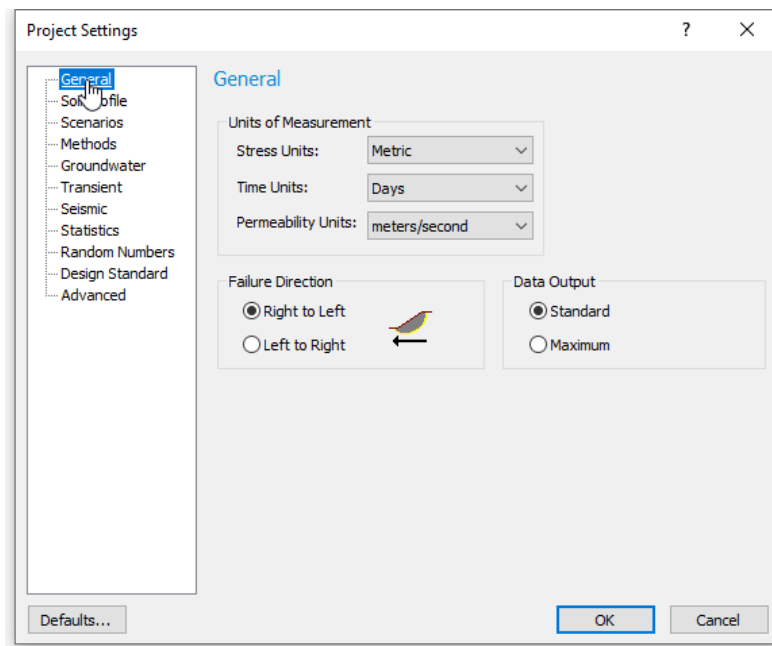 Project Settings
?
General
Soil Profile
Scenarios
Methods
Groundwater
Transient
Seismic
Statistics
Random Numbers
Design Standard
Advanced
General
Units of Measurement
Stress Units: Metric
Time Units: Days
Permeability Units: meters/second
Failure Direction
Right to Left
Left to Right
Data Output
Standard
Maximum
Defaults...
OK
Cancel